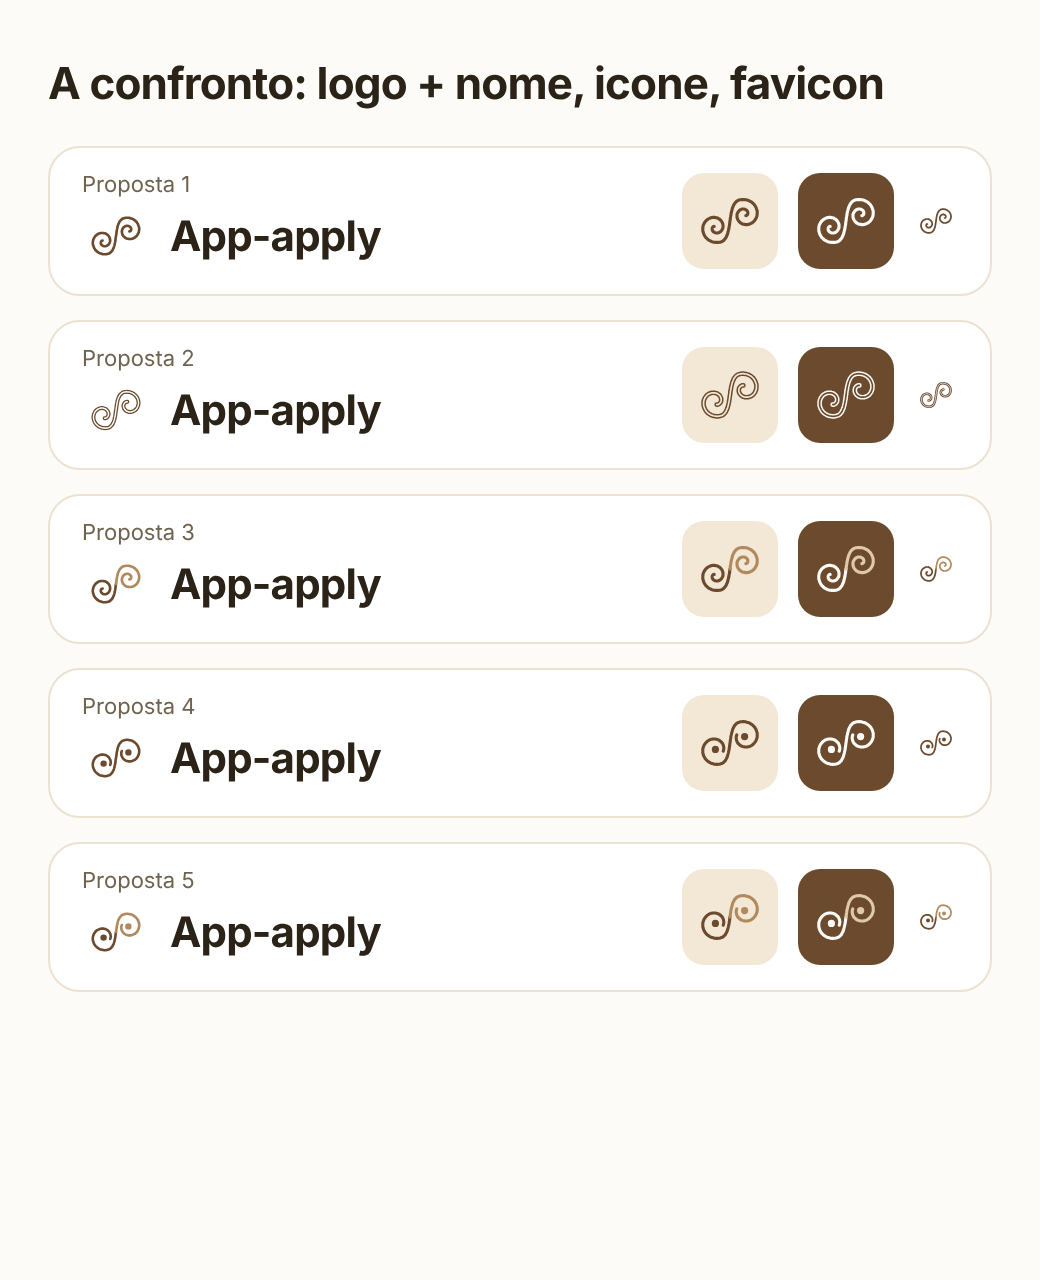 A confronto: logo + nome, icone, favicon
Proposta 1
App-apply
Proposta 2
App-apply
Proposta 3
App-apply
Proposta 4
App-apply
Proposta 5
App-apply